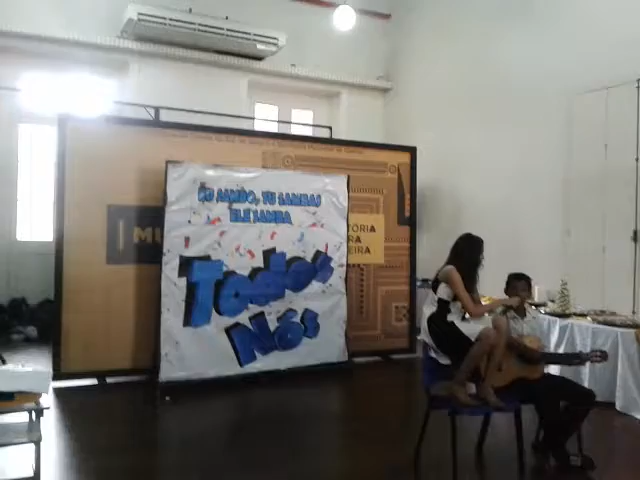 EU SAMBO, TU SAMBAS
ELE SAMBA
Todos
Nós
MU
TÓRIA
RA
EIRA